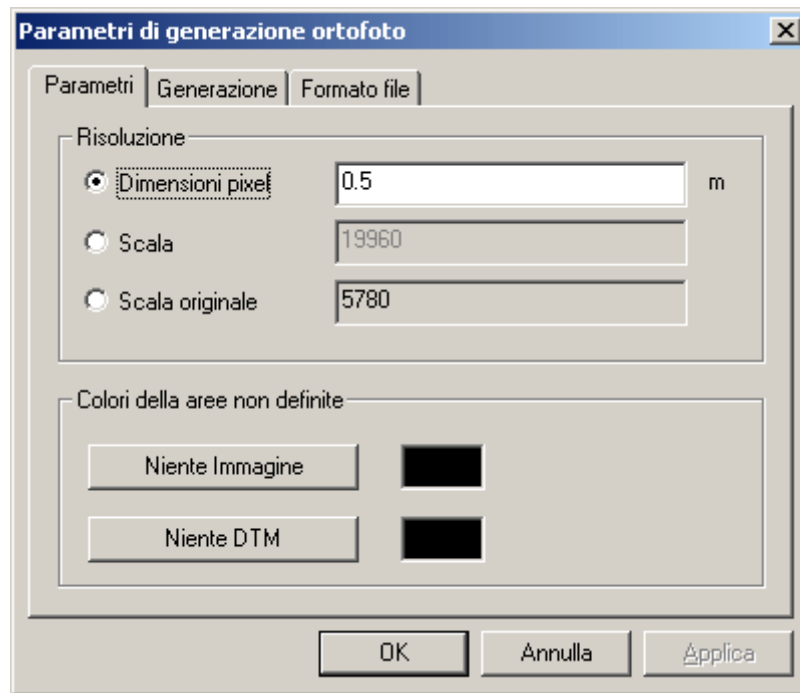 Parametri di generazione ortofoto
Parametri Generazione Formato file
Risoluzione
Dimensioni pixel 0.5 m
Scala 19960
Scala originale 5780
Colori della aree non definite
Niente Immagine
Niente DTM
OK Annulla Applica